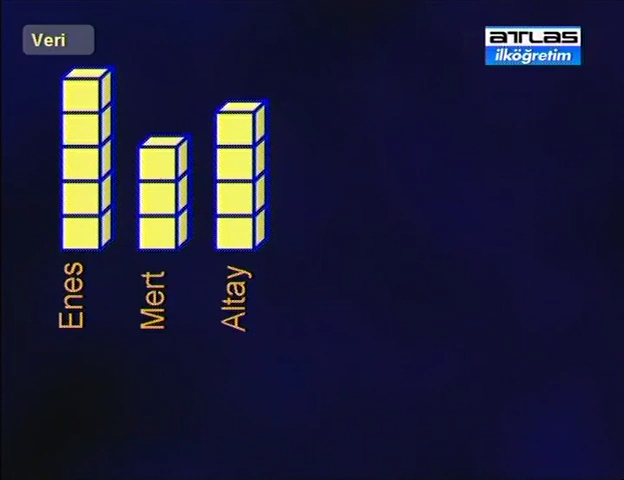 Veri
ATLAS
ilköğretim
Enes
Mert
Altay